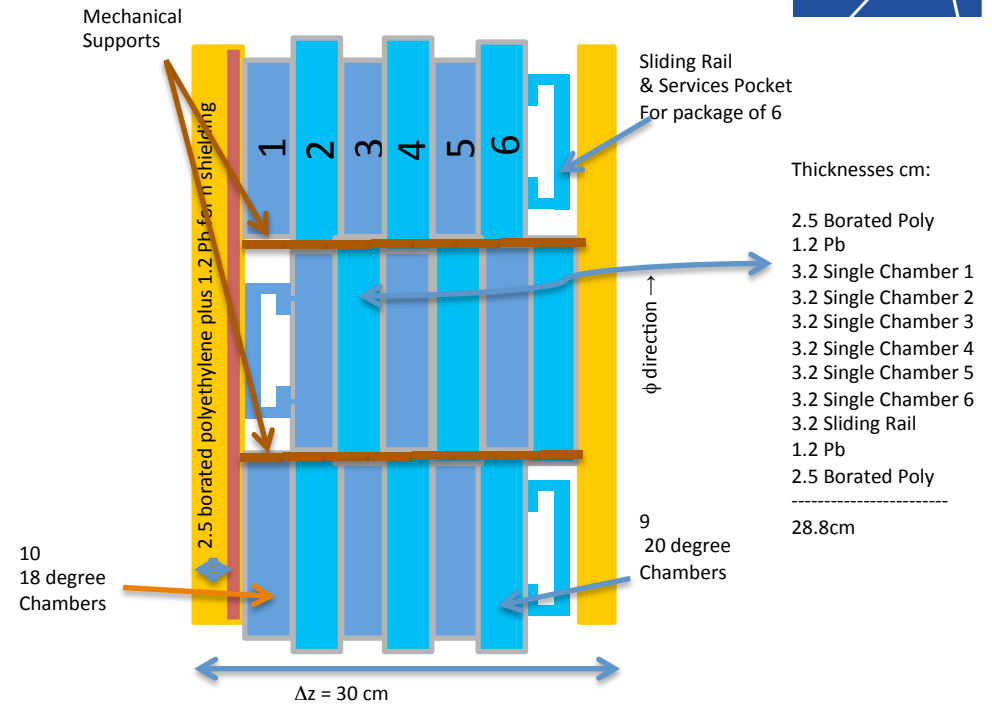 Mechanical
Supports
Sliding Rail
& Services Pocket
For package of 6
1
2
3
4
5
6
2.5 borated polyethylene plus 1.2 Pb for n shielding
ϕ direction →
Thicknesses cm:
2.5 Borated Poly
1.2 Pb
3.2 Single Chamber 1
3.2 Single Chamber 2
3.2 Single Chamber 3
3.2 Single Chamber 4
3.2 Single Chamber 5
3.2 Single Chamber 6
3.2 Sliding Rail
1.2 Pb
2.5 Borated Poly
------------------------
28.8cm
10
18 degree
Chambers
9
20 degree
Chambers
Δz = 30 cm